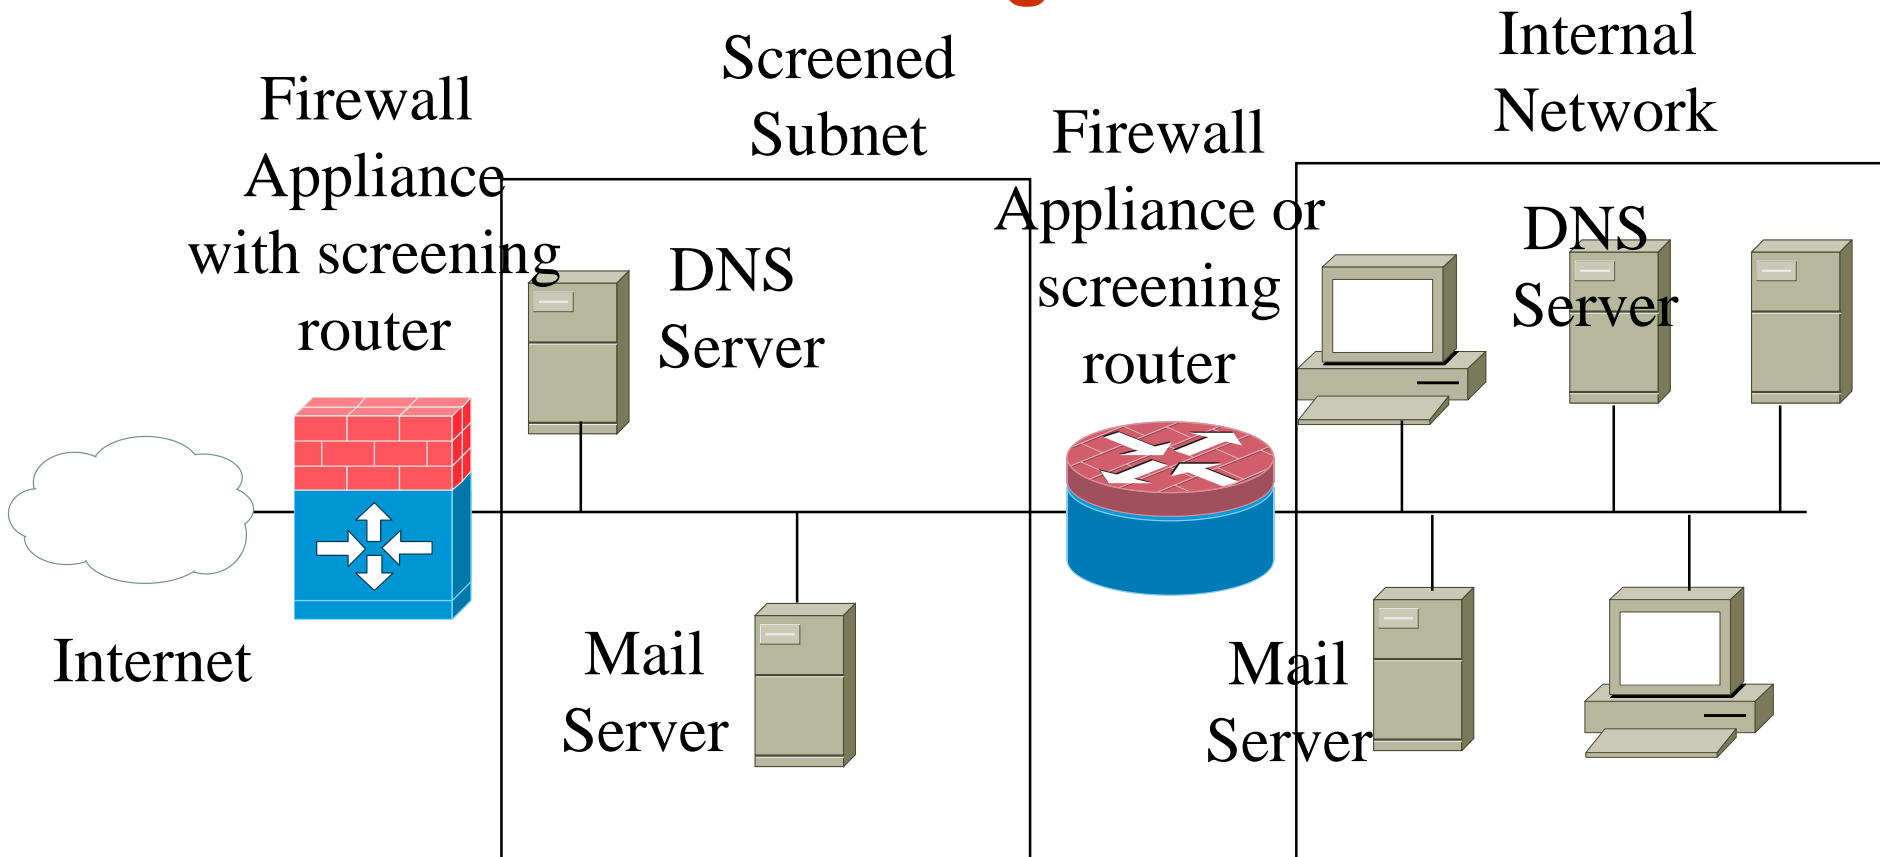 Screened
Subnet
Internal
Network
Firewall
Appliance
with screening
router
Firewall
Appliance or
screening
router
DNS
Server
DNS
Server
Internet
Mail
Server
Mail
Server